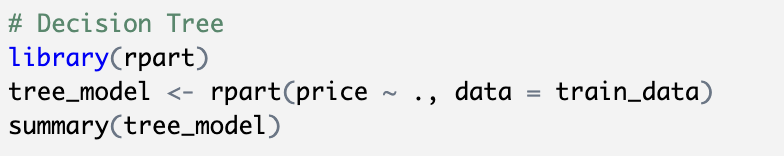 # Decision Tree
library(rpart)
tree_model <- rpart(price ~ ., data = train_data)
summary(tree_model)